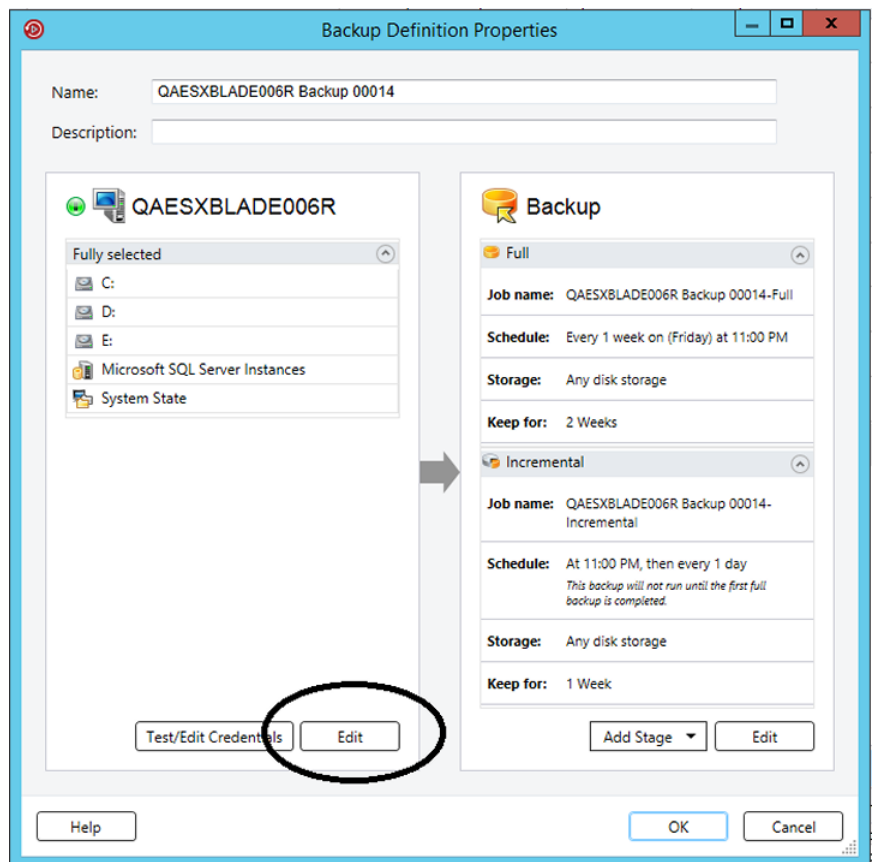 Backup Definition Properties
Name: QAESXBLADE006R Backup 00014
Description:
QAESXBLADE006R
Fully selected
C:
D:
E:
Microsoft SQL Server Instances
System State
Test/Edit Credentials
Edit
Backup
Full
Job name: QAESXBLADE006R Backup 00014-Full
Schedule: Every 1 week on (Friday) at 11:00 PM
Storage: Any disk storage
Keep for: 2 Weeks
Incremental
Job name: QAESXBLADE006R Backup 00014-
Incremental
Schedule: At 11:00 PM, then every 1 day
This backup will not run until the first full
backup is completed.
Storage: Any disk storage
Keep for: 1 Week
Add Stage
Edit
Help
OK
Cancel